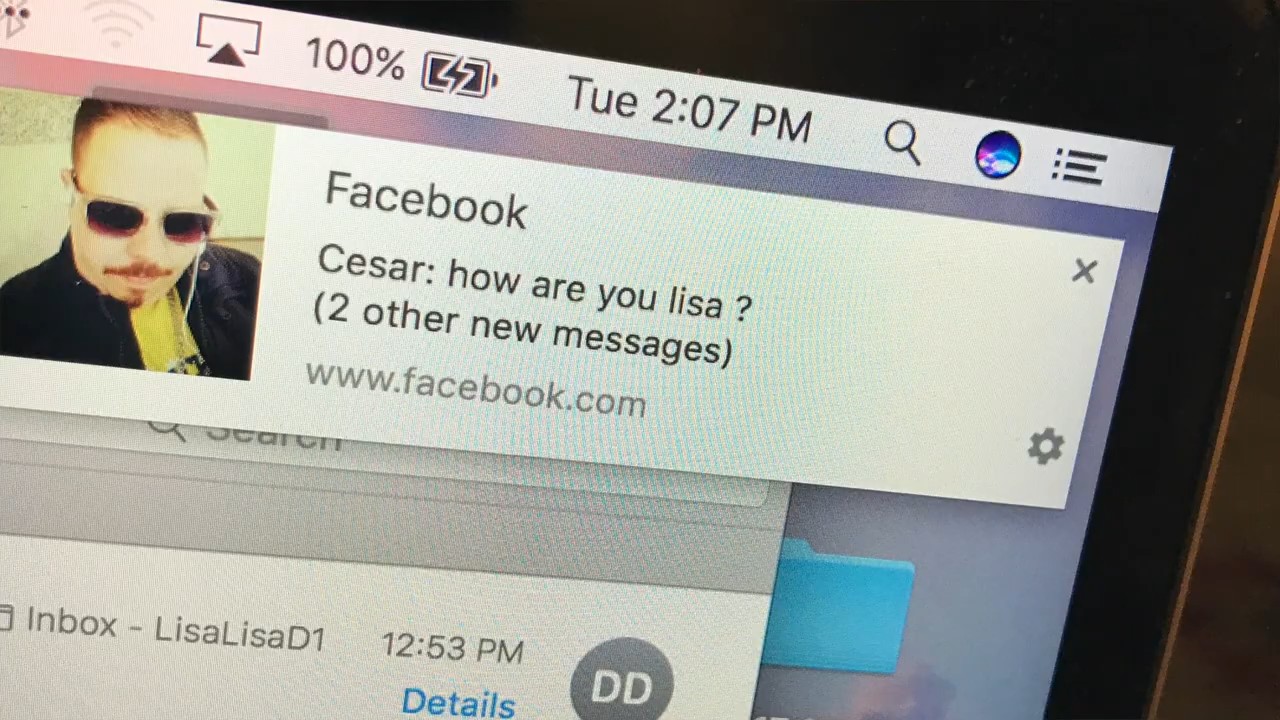 100%
Tue 2:07 PM
Facebook
Cesar: how are you lisa ?
(2 other new messages)
www.facebook.com
Search
Inbox - LisaLisaD1
12:53 PM
DD
Details